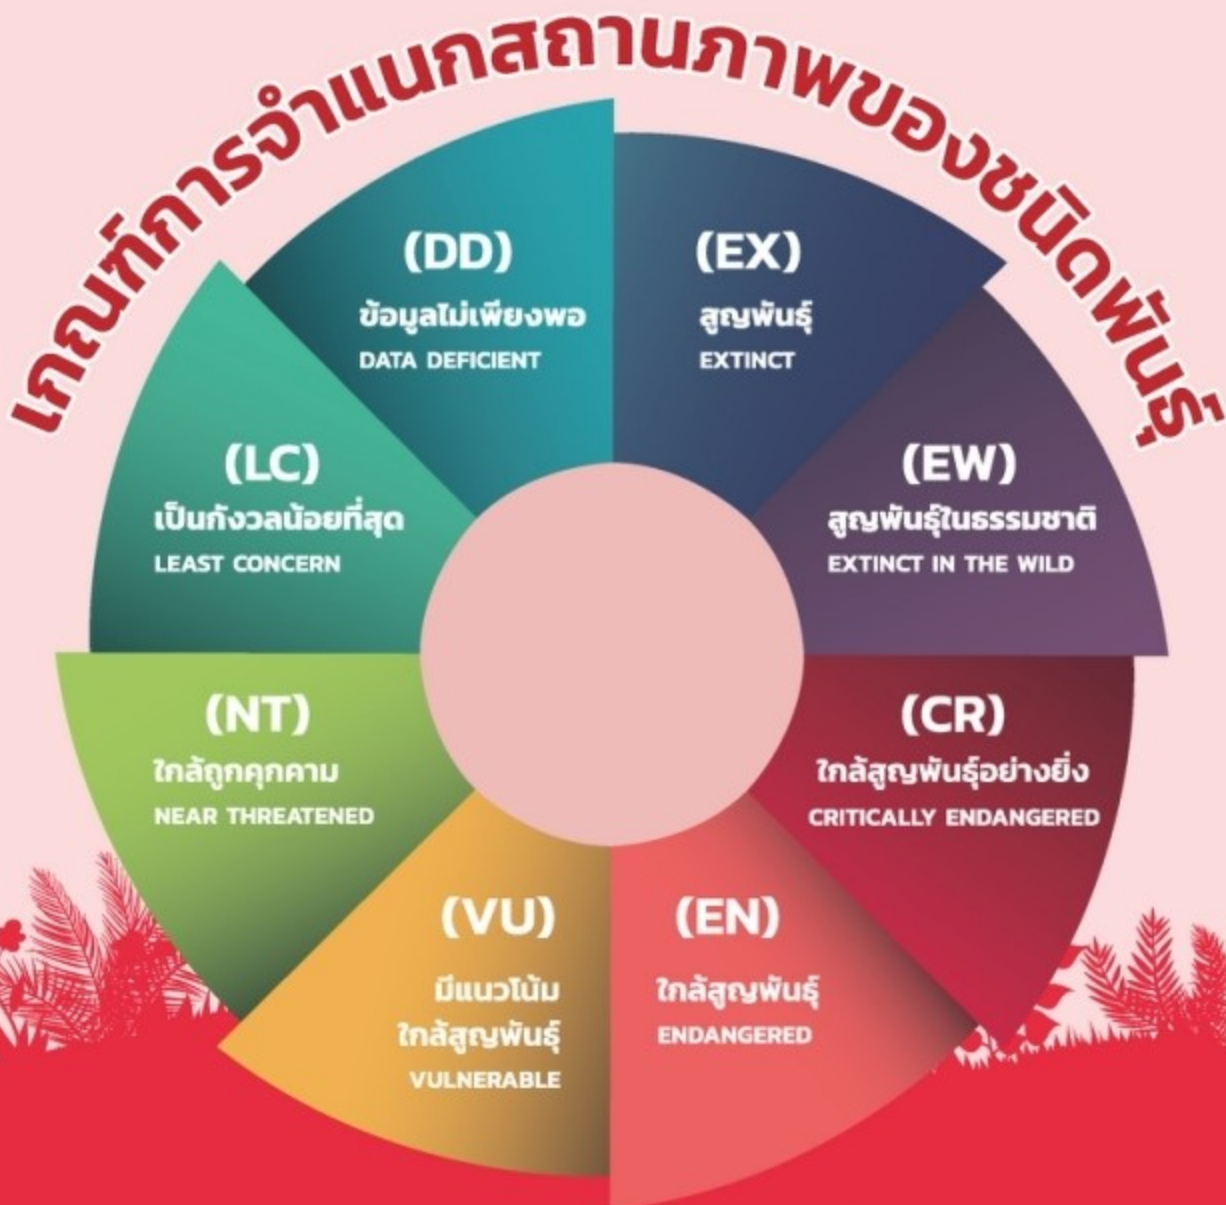 เกณฑ์การจำแนกสถานภาพของชนิดพันธุ์
(EX)
สูญพันธุ์
EXTINCT
(EW)
สูญพันธุ์ในธรรมชาติ
EXTINCT IN THE WILD
(CR)
ใกล้สูญพันธุ์อย่างยิ่ง
CRITICALLY ENDANGERED
(EN)
ใกล้สูญพันธุ์
ENDANGERED
(VU)
มีแนวโน้ม
ใกล้สูญพันธุ์
VULNERABLE
(NT)
ใกล้ถูกคุกคาม
NEAR THREATENED
(LC)
เป็นกังวลน้อยที่สุด
LEAST CONCERN
(DD)
ข้อมูลไม่เพียงพอ
DATA DEFICIENT